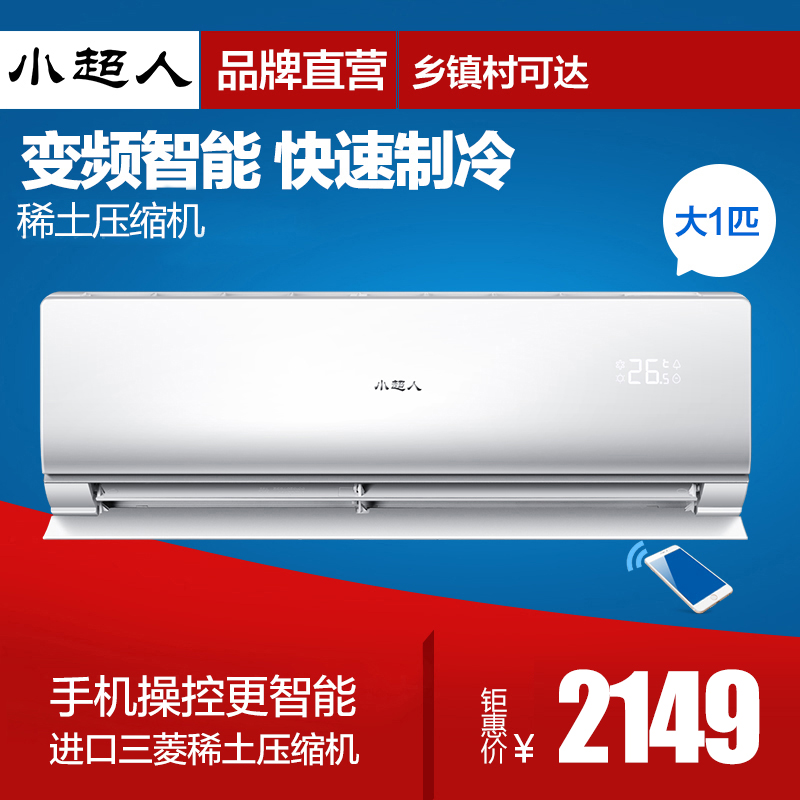 小超人 品牌直营 乡镇村可达
变频智能 快速制冷
稀土压缩机
大1匹
小超人
26.5
手机操控更智能
进口三菱稀土压缩机
钜惠价 ¥2149